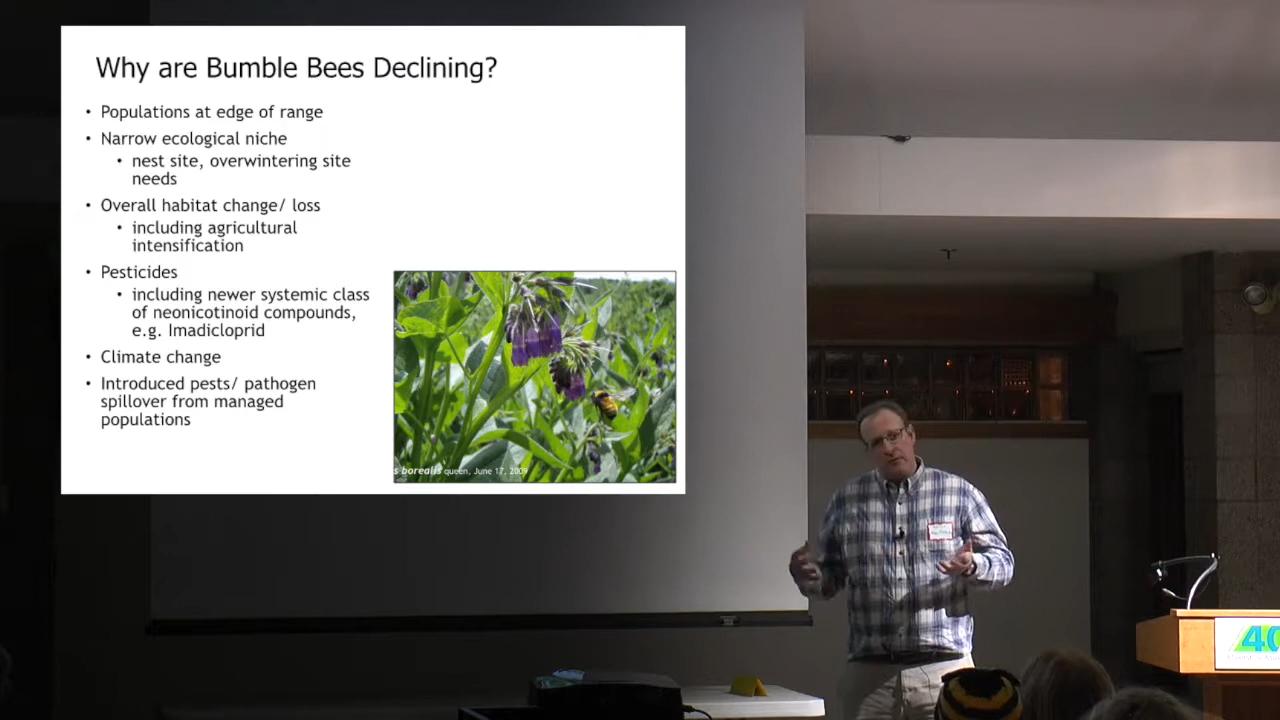 Why are Bumble Bees Declining?
• Populations at edge of range
• Narrow ecological niche
• nest site, overwintering site
needs
• Overall habitat change/ loss
• including agricultural
intensification
• Pesticides
• including newer systemic class
of neonicotinoid compounds,
e.g. Imadicloprid
• Climate change
• Introduced pests/ pathogen
spillover from managed
populations
s borealis queen, June 17, 2009
40